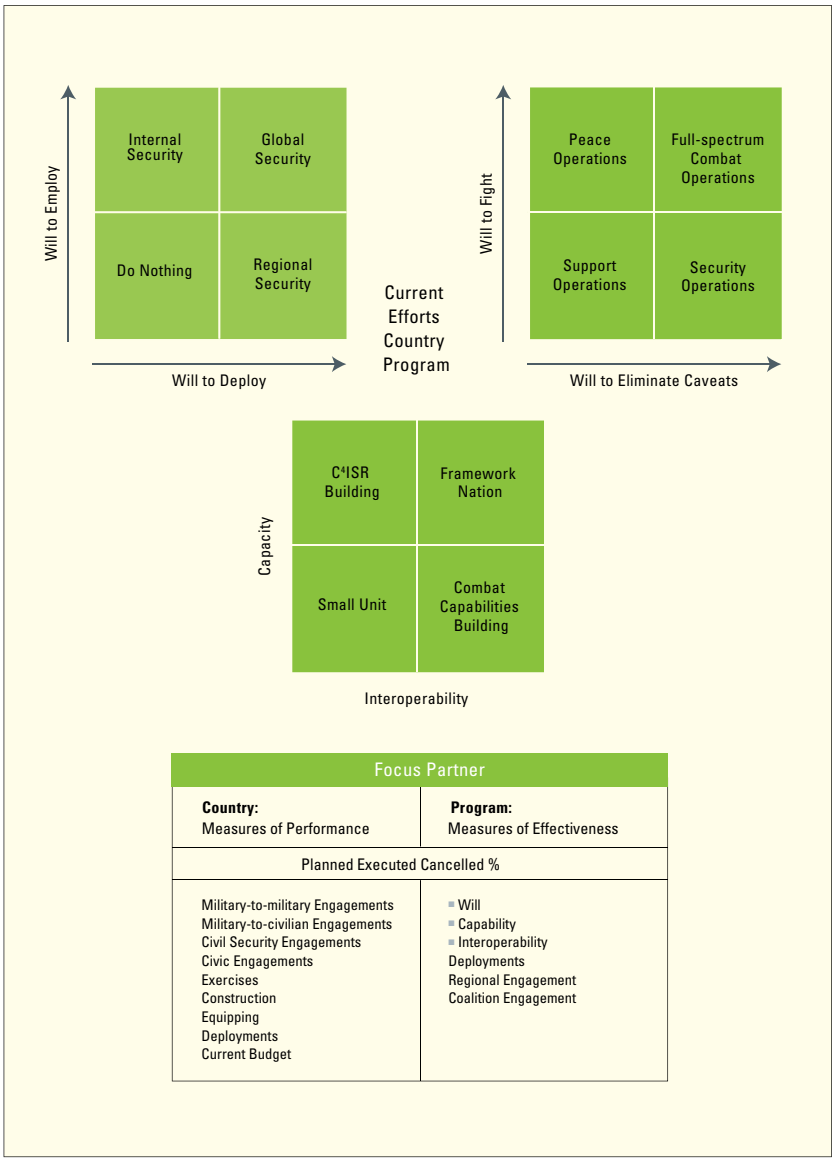 Will to Employ
Internal
Security
Global
Security
Do Nothing
Regional
Security
Will to Deploy
Current
Efforts
Country
Program
Will to Fight
Peace
Operations
Full-spectrum
Combat
Operations
Support
Operations
Security
Operations
Will to Eliminate Caveats
Capacity
C⁴ISR
Building
Framework
Nation
Small Unit
Combat
Capabilities
Building
Interoperability
Focus Partner
Country:
Measures of Performance
Program:
Measures of Effectiveness
Planned Executed Cancelled %
Military-to-military Engagements
Military-to-civilian Engagements
Civil Security Engagements
Civic Engagements
Exercises
Construction
Equipping
Deployments
Current Budget
■ Will
■ Capability
■ Interoperability
Deployments
Regional Engagement
Coalition Engagement